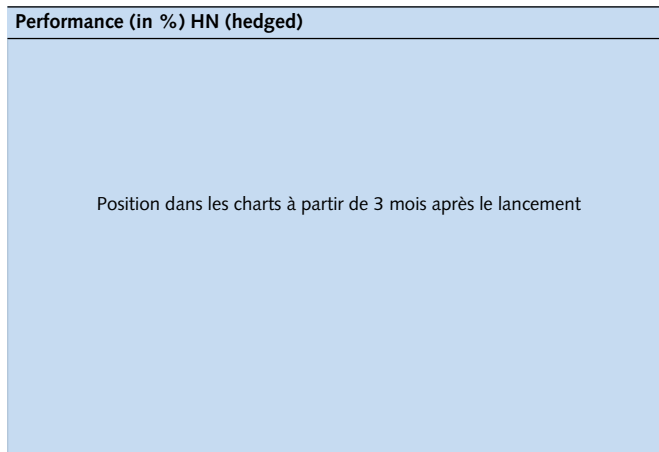 Performance (in %) HN (hedged)
Position dans les charts à partir de 3 mois après le lancement